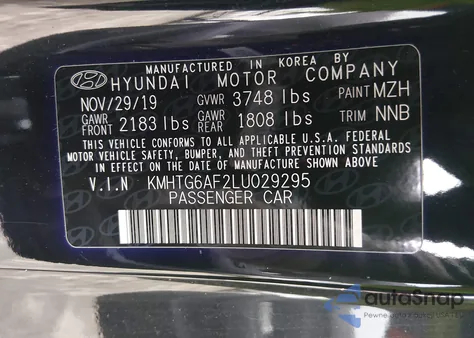 MANUFACTURED IN KOREA BY
HYUNDAI MOTOR COMPANY
NOV/29/19 GVWR 3748 lbs PAINT MZH
GAWR FRONT 2183 lbs GAWR REAR 1808 lbs TRIM NNB
THIS VEHICLE CONFORMS TO ALL APPLICABLE U.S.A. FEDERAL
MOTOR VEHICLE SAFETY, BUMPER, AND THEFT PREVENTION STANDARDS
IN EFFECT ON THE DATE OF MANUFACTURE SHOWN ABOVE.
V.I.N KMHTG6AF2LU029295
PASSENGER CAR
autoSnap
Pewne auta z